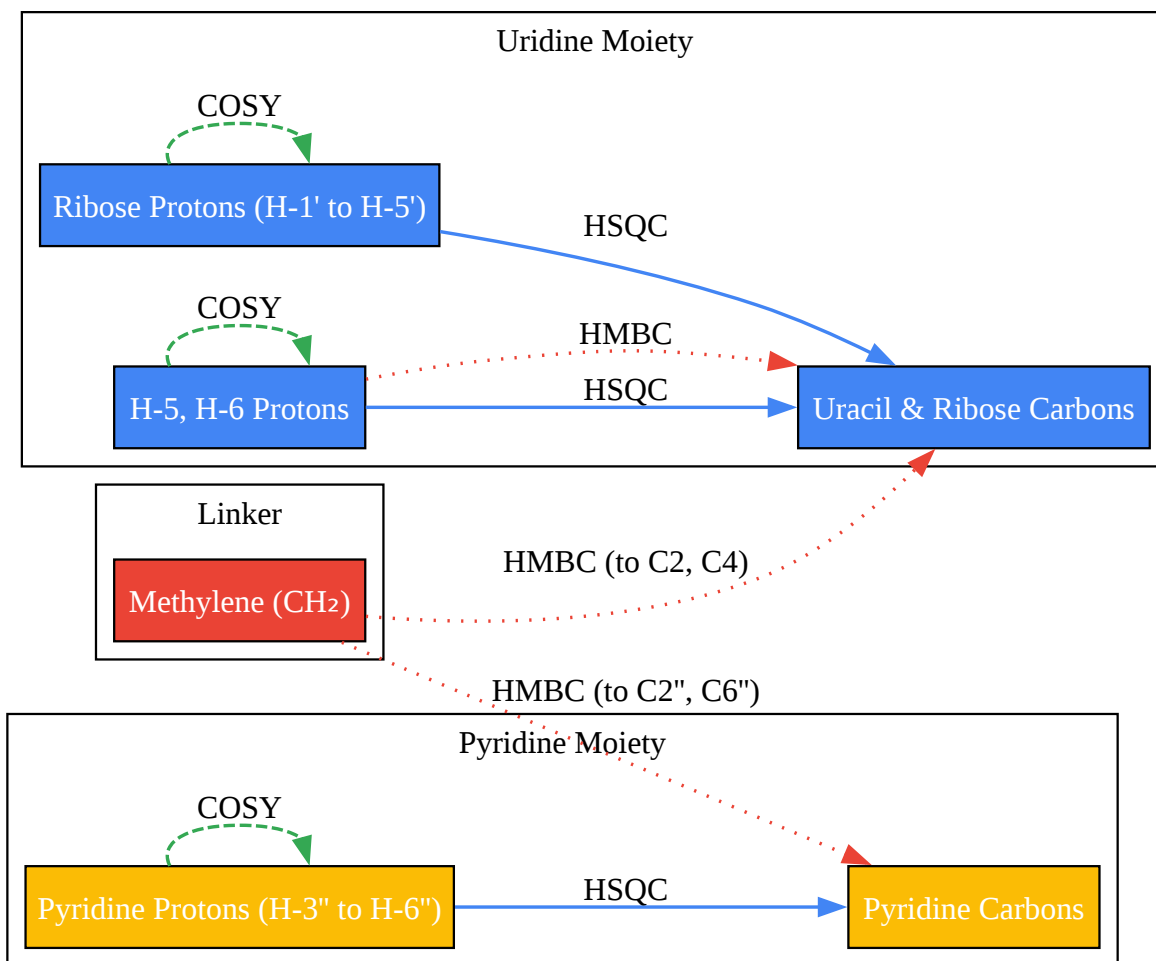 Uridine Moiety
COSY
Ribose Protons (H-1' to H-5')
HSQC
COSY
HMBC
H-5, H-6 Protons
HSQC
Uracil & Ribose Carbons
Linker
Methylene (CH₂)
HMBC (to C2, C4)
HMBC (to C2", C6")
Pyridine Moiety
COSY
Pyridine Protons (H-3" to H-6")
HSQC
Pyridine Carbons